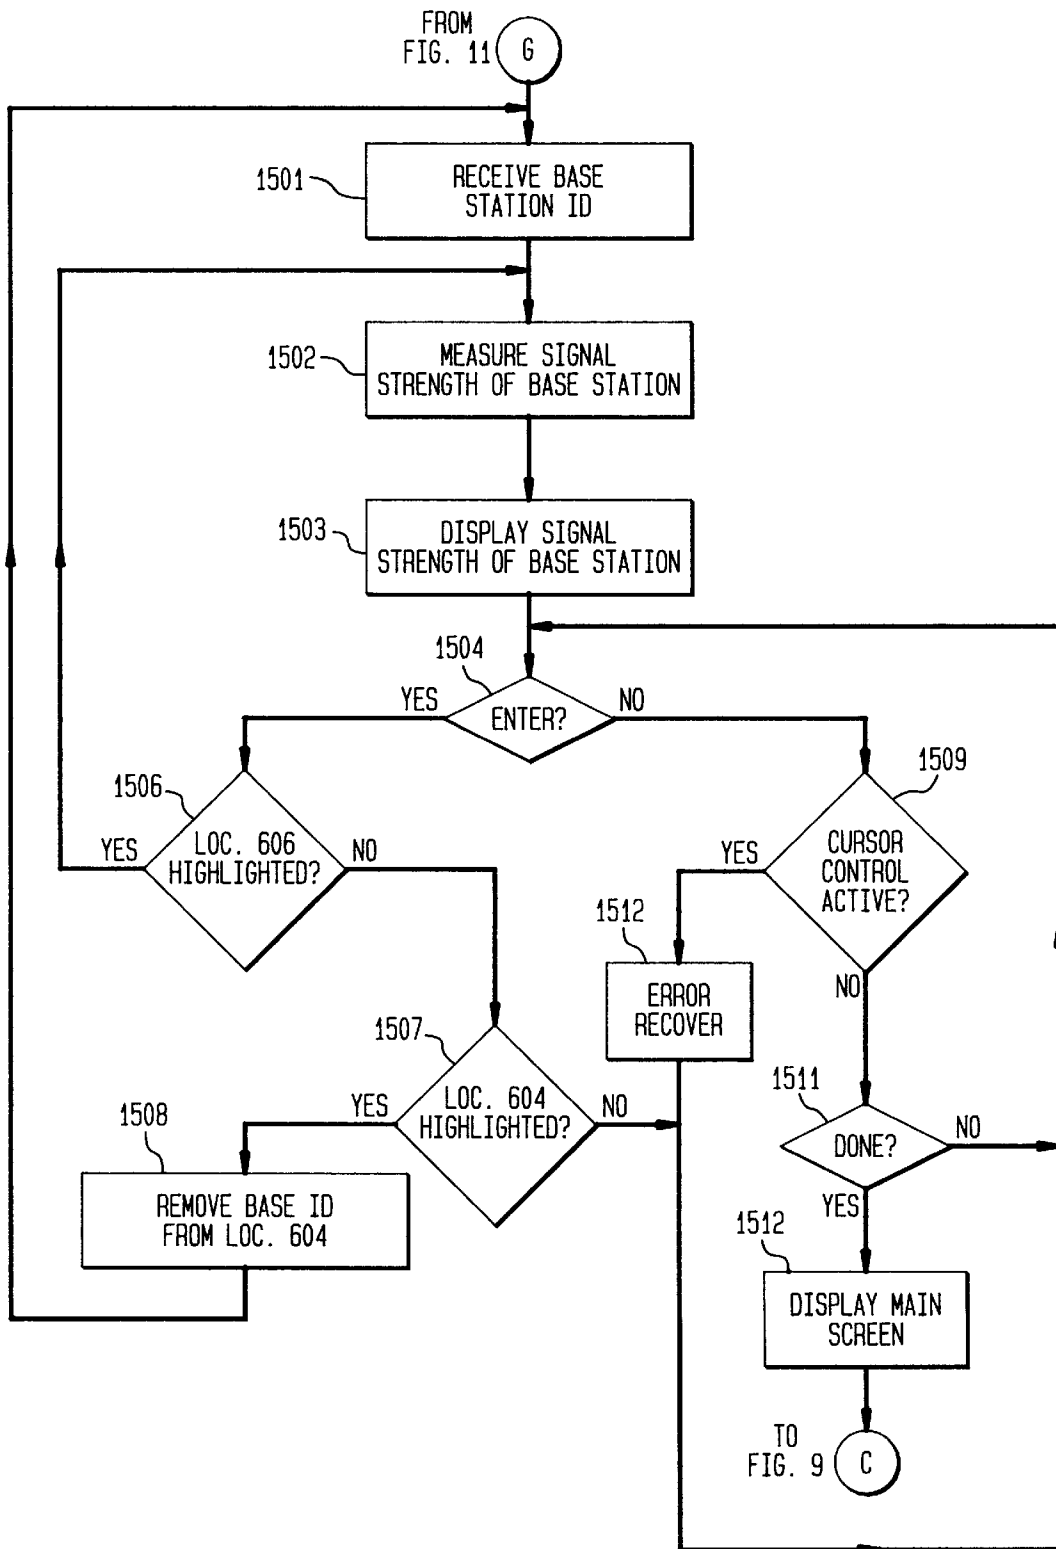 FROM
FIG. 11
G
1501
RECEIVE BASE
STATION ID
1502
MEASURE SIGNAL
STRENGTH OF BASE STATION
1503
DISPLAY SIGNAL
STRENGTH OF BASE STATION
1504
YES
ENTER?
NO
1506
YES
LOC. 606
HIGHLIGHTED?
NO
1509
YES
CURSOR
CONTROL
ACTIVE?
NO
1512
ERROR
RECOVER
1507
YES
LOC. 604
HIGHLIGHTED?
NO
1508
REMOVE BASE ID
FROM LOC. 604
1511
DONE?
NO
YES
1512
DISPLAY MAIN
SCREEN
TO
FIG. 9
C